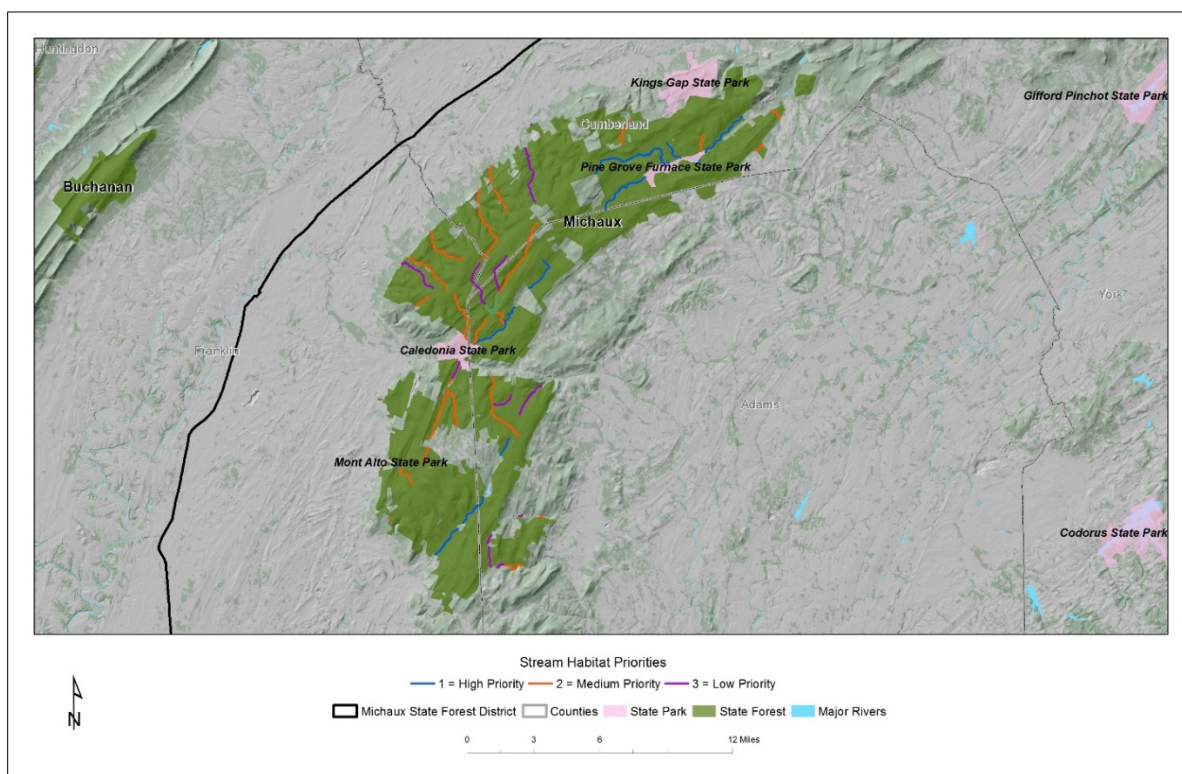 Huntingdon
Kings Gap State Park
Gifford Pinchot State Park
Cumberland
Pine Grove Furnace State Park
Buchanan
Michaux
York
Franklin
Caledonia State Park
Adams
Mont Alto State Park
Codorus State Park
Stream Habitat Priorities
1 = High Priority 2 = Medium Priority 3 = Low Priority
N
Michaux State Forest District Counties State Park State Forest Major Rivers
0 3 6 12 Miles